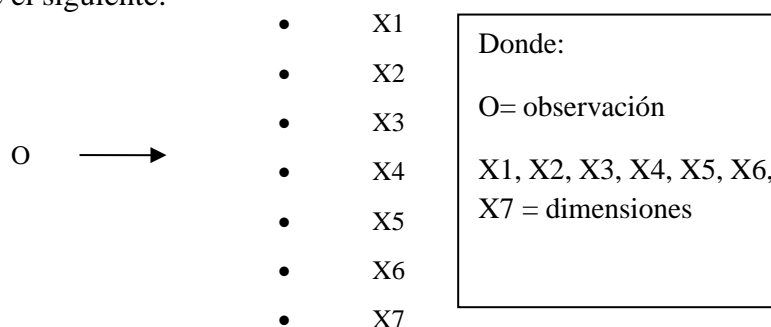 el siguiente:
• X1
• X2
• X3
O
• X4
• X5
• X6
• X7
Donde:
O= observación
X1, X2, X3, X4, X5, X6,
X7 = dimensiones